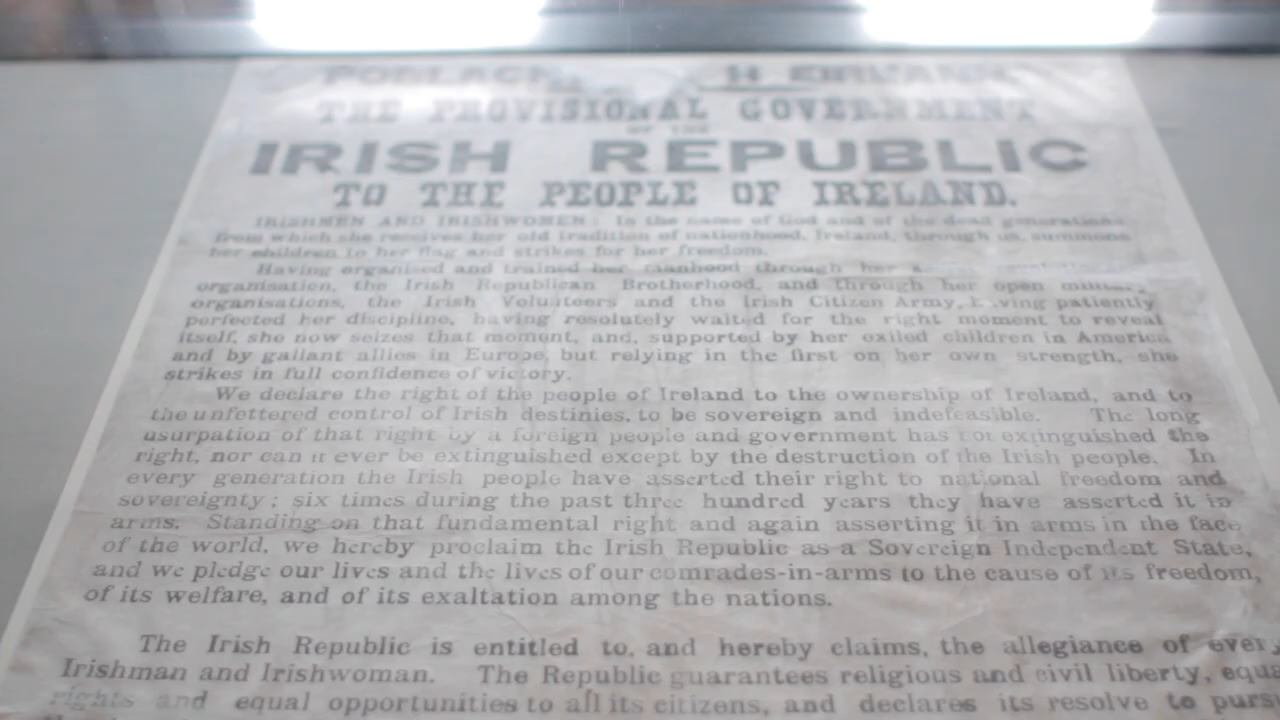 POBLACHT H EIREANN
THE PROVISIONAL GOVERNMENT
OF THE
IRISH REPUBLIC
TO THE PEOPLE OF IRELAND.
IRISHMEN AND IRISHWOMEN: In the name of God and of the dead generations
from which she receives her old tradition of nationhood, Ireland, through us, summons
her children to her flag and strikes for her freedom.
Having organised and trained her manhood through her secret revolutionary
organisation, the Irish Republican Brotherhood, and through her open military
organisations, the Irish Volunteers and the Irish Citizen Army, having patiently
perfected her discipline, having resolutely waited for the right moment to reveal
itself, she now seizes that moment, and, supported by her exiled children in America
and by gallant allies in Europe, but relying in the first on her own strength, she
strikes in full confidence of victory.
We declare the right of the people of Ireland to the ownership of Ireland, and to
the unfettered control of Irish destinies, to be sovereign and indefeasible. The long
usurpation of that right by a foreign people and government has not extinguished the
right, nor can it ever be extinguished except by the destruction of the Irish people. In
every generation the Irish people have asserted their right to national freedom and
sovereignty; six times during the past three hundred years they have asserted it in
arms. Standing on that fundamental right and again asserting it in arms in the face
of the world, we hereby proclaim the Irish Republic as a Sovereign Independent State,
and we pledge our lives and the lives of our comrades-in-arms to the cause of its freedom,
of its welfare, and of its exaltation among the nations.
The Irish Republic is entitled to, and hereby claims, the allegiance of every
Irishman and Irishwoman. The Republic guarantees religious and civil liberty, equa
rights and equal opportunities to all its citizens, and declares its resolve to purs